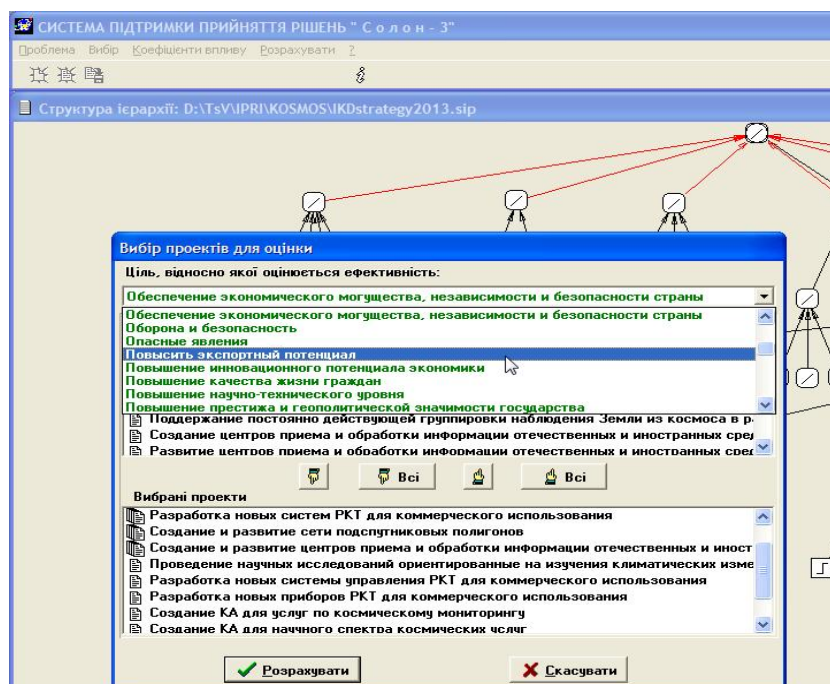 СИСТЕМА ПІДТРИМКИ ПРИЙНЯТТЯ РІШЕНЬ " С о л о н - 3"
Проблема Вибір Коефіцієнти впливу Розрахувати ?
Структура ієрархії: D:\TsV\IPRI\KOSMOS\IKDstrategy2013.sip
Вибір проектів для оцінки
Ціль, відносно якої оцінюється ефективність:
Обеспечение экономического могущества, независимости и безопасности страны
Обеспечение экономического могущества, независимости и безопасности страны
Оборона и безопасность
Опасные явления
Повысить экспортный потенциал
Повышение инновационного потенциала экономики
Повышение качества жизни граждан
Повышение научно-технического уровня
Повышение престижа и геополитической значимости государства
Поддержание постоянно действующей группировки наблюдения Земли из космоса в р
Создание центров приема и обработки информации отечественных и иностранных сред
Развитие центров приема и обработки информации отечественных и иностранных сред
Всі Всі
Вибрані проекти
Разработка новых систем РКТ для коммерческого использования
Создание и развитие сети подспутниковых полигонов
Создание и развитие центров приема и обработки информации отечественных и иност
Проведение научных исследований ориентированные на изучения климатических изме
Разработка новых системы управления РКТ для коммерческого использования
Разработка новых приборов РКТ для коммерческого использования
Создание КА для услуг по космическому мониторингу
Создание КА для научного спектра космических услуг
Розрахувати Скасувати